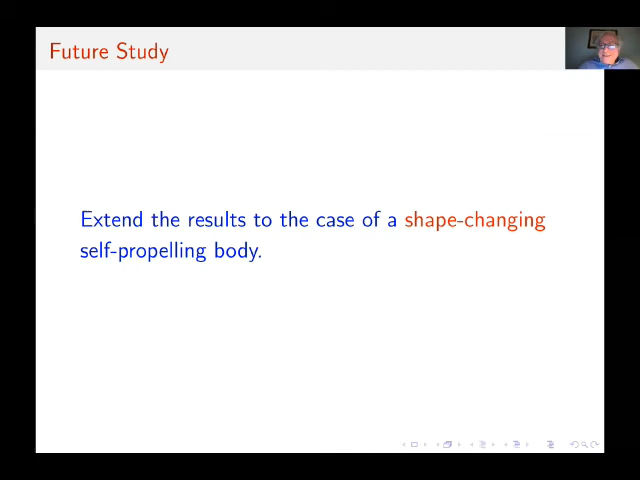 Future Study
Extend the results to the case of a shape-changing
self-propelling body.